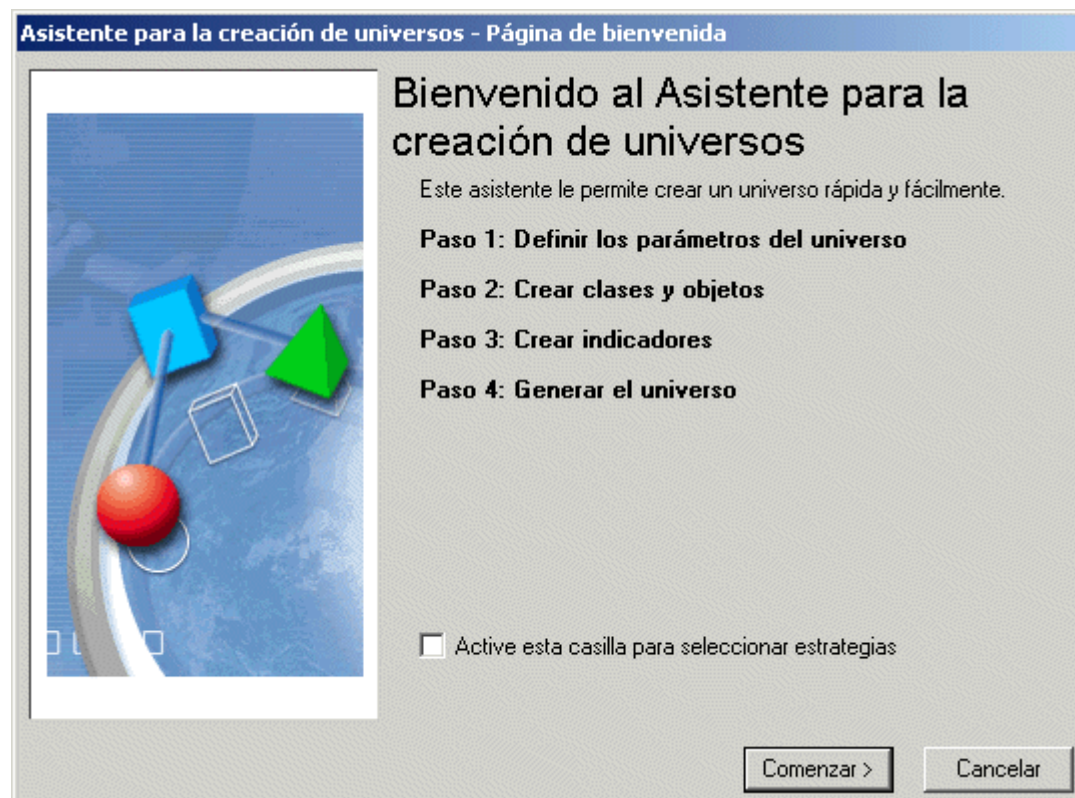 Asistente para la creación de universos - Página de bienvenida
Bienvenido al Asistente para la
creación de universos
Este asistente le permite crear un universo rápida y fácilmente.
Paso 1: Definir los parámetros del universo
Paso 2: Crear clases y objetos
Paso 3: Crear indicadores
Paso 4: Generar el universo
Active esta casilla para seleccionar estrategias
Comenzar >
Cancelar